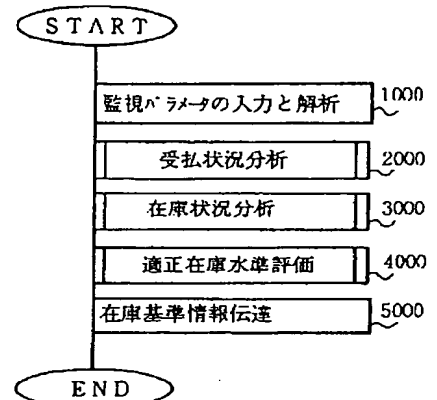 START
監視パラメータの入力と解析 1000
受払状況分析 2000
在庫状況分析 3000
適正在庫水準評価 4000
在庫基準情報伝達 5000
END